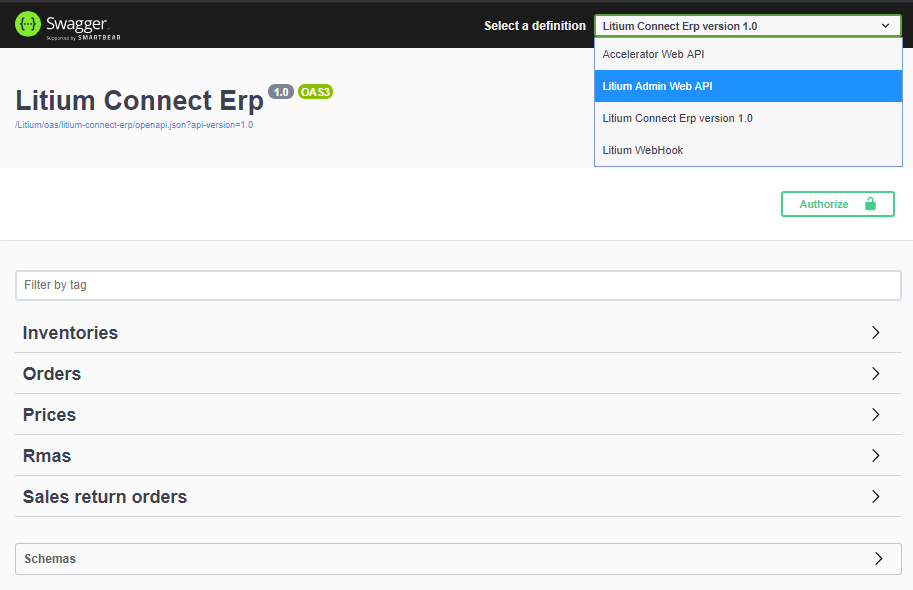 Swagger
Supported by SMARTBEAR
Select a definition
Litium Connect Erp version 1.0
Accelerator Web API
Litium Admin Web API
Litium Connect Erp version 1.0
Litium WebHook
Litium Connect Erp 1.0 OAS3
/Litium/oas/litium-connect-erp/openapi.json?api-version=1.0
Authorize
Filter by tag
Inventories
Orders
Prices
Rmas
Sales return orders
Schemas